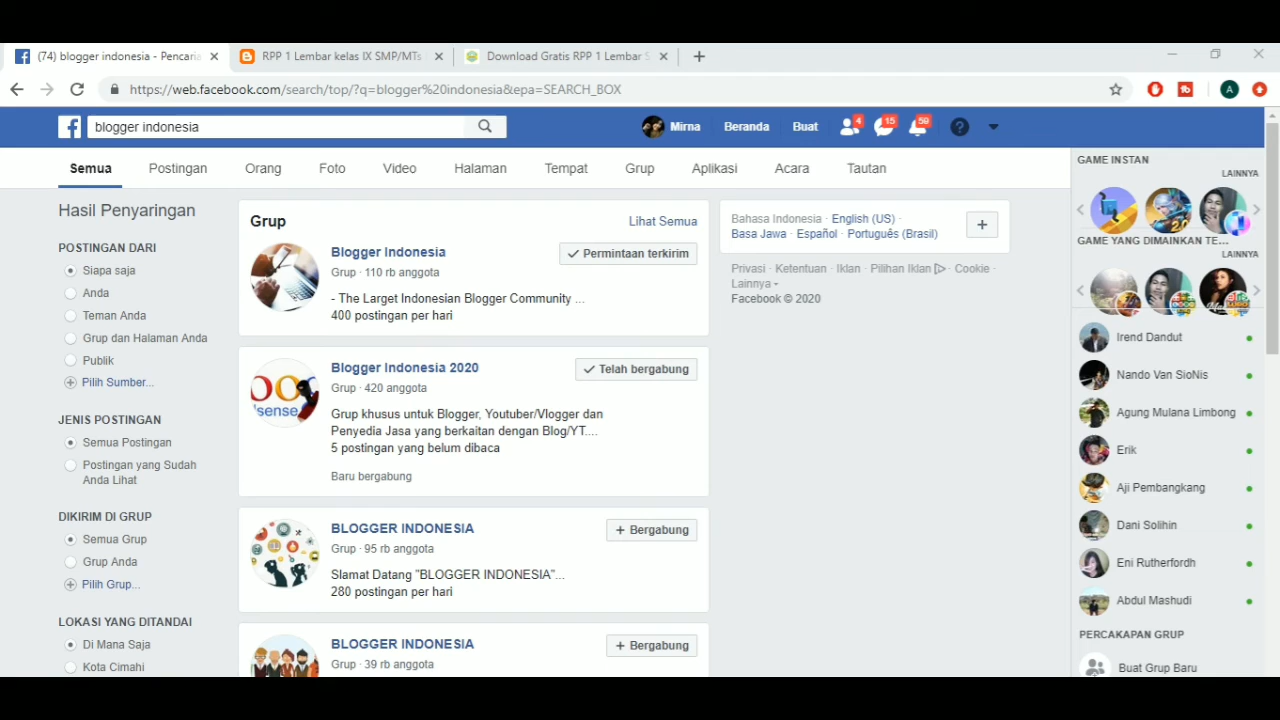 (74) blogger indonesia - Pencaria
RPP 1 Lembar kelas IX SMP/MTs
Download Gratis RPP 1 Lembar S
https://web.facebook.com/search/top/?q=blogger%20indonesia&epa=SEARCH_BOX
A
blogger indonesia
Mirna
Beranda
Buat
4
15
59
Semua
Postingan
Orang
Foto
Video
Halaman
Tempat
Grup
Aplikasi
Acara
Tautan
Hasil Penyaringan
POSTINGAN DARI
Siapa saja
Anda
Teman Anda
Grup dan Halaman Anda
Publik
Pilih Sumber...
JENIS POSTINGAN
Semua Postingan
Postingan yang Sudah
Anda Lihat
DIKIRIM DI GRUP
Semua Grup
Grup Anda
Pilih Grup...
LOKASI YANG DITANDAI
Di Mana Saja
Kota Cimahi
Grup
Lihat Semua
Blogger Indonesia
Permintaan terkirim
Grup · 110 rb anggota
- The Larget Indonesian Blogger Community ...
400 postingan per hari
Blogger Indonesia 2020
Telah bergabung
Grup · 420 anggota
Grup khusus untuk Blogger, Youtuber/Vlogger dan
Penyedia Jasa yang berkaitan dengan Blog/YT....
5 postingan yang belum dibaca
Baru bergabung
BLOGGER INDONESIA
+ Bergabung
Grup · 95 rb anggota
Slamat Datang "BLOGGER INDONESIA"...
280 postingan per hari
BLOGGER INDONESIA
+ Bergabung
Grup · 39 rb anggota
Bahasa Indonesia · English (US) ·
Basa Jawa · Español · Português (Brasil)
Privasi · Ketentuan · Iklan · Pilihan Iklan · Cookie ·
Lainnya
Facebook © 2020
GAME INSTAN
LAINNYA
GAME YANG DIMAINKAN TE...
LAINNYA
Irend Dandut
Nando Van SioNis
Agung Mulana Limbong
Erik
Aji Pembangkang
Dani Solihin
Eni Rutherfordh
Abdul Mashudi
PERCAKAPAN GRUP
Buat Grup Baru